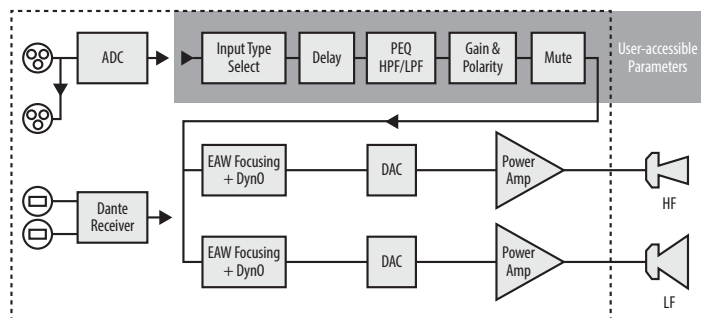 ADC
Input Type
Select
Delay
PEQ
HPF/LPF
Gain &
Polarity
Mute
User-accessible
Parameters
EAW Focusing
+ DynO
DAC
Power
Amp
HF
Dante
Receiver
EAW Focusing
+ DynO
DAC
Power
Amp
LF